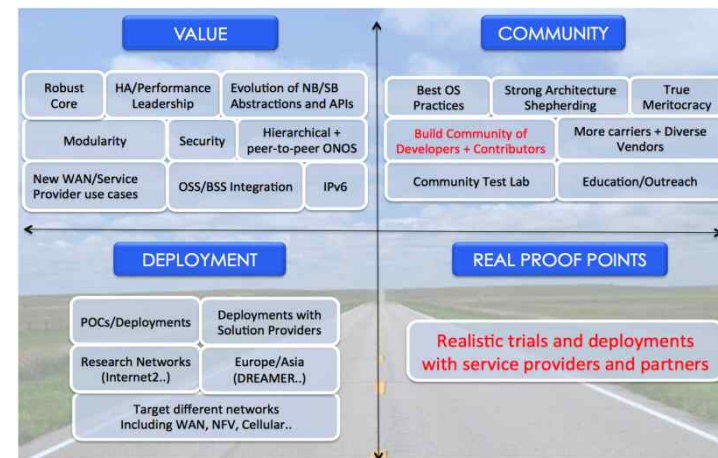 VALUE
Robust
Core
HA/Performance
Leadership
Evolution of NB/SB
Abstractions and APIs
Modularity
Security
Hierarchical +
peer-to-peer ONOS
New WAN/Service
Provider use cases
OSS/BSS Integration
IPv6
COMMUNITY
Best OS
Practices
Strong Architecture
Shepherding
True
Meritocracy
Build Community of
Developers + Contributors
More carriers + Diverse
Vendors
Community Test Lab
Education/Outreach
DEPLOYMENT
POCs/Deployments
Deployments with
Solution Providers
Research Networks
(Internet2..)
Europe/Asia
(DREAMER..)
Target different networks
Including WAN, NFV, Cellular..
REAL PROOF POINTS
Realistic trials and deployments
with service providers and partners